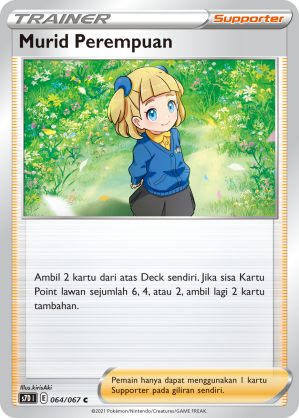 TRAINER Supporter
Murid Perempuan
Ambil 2 kartu dari atas Deck sendiri. Jika sisa Kartu
Point lawan sejumlah 6, 4, atau 2, ambil lagi 2 kartu
tambahan.
Illus.kirisAki
S7D I E 064/067 C
Pemain hanya dapat menggunakan 1 kartu
Supporter pada giliran sendiri.
©2021 Pokémon/Nintendo/Creatures/GAME FREAK.